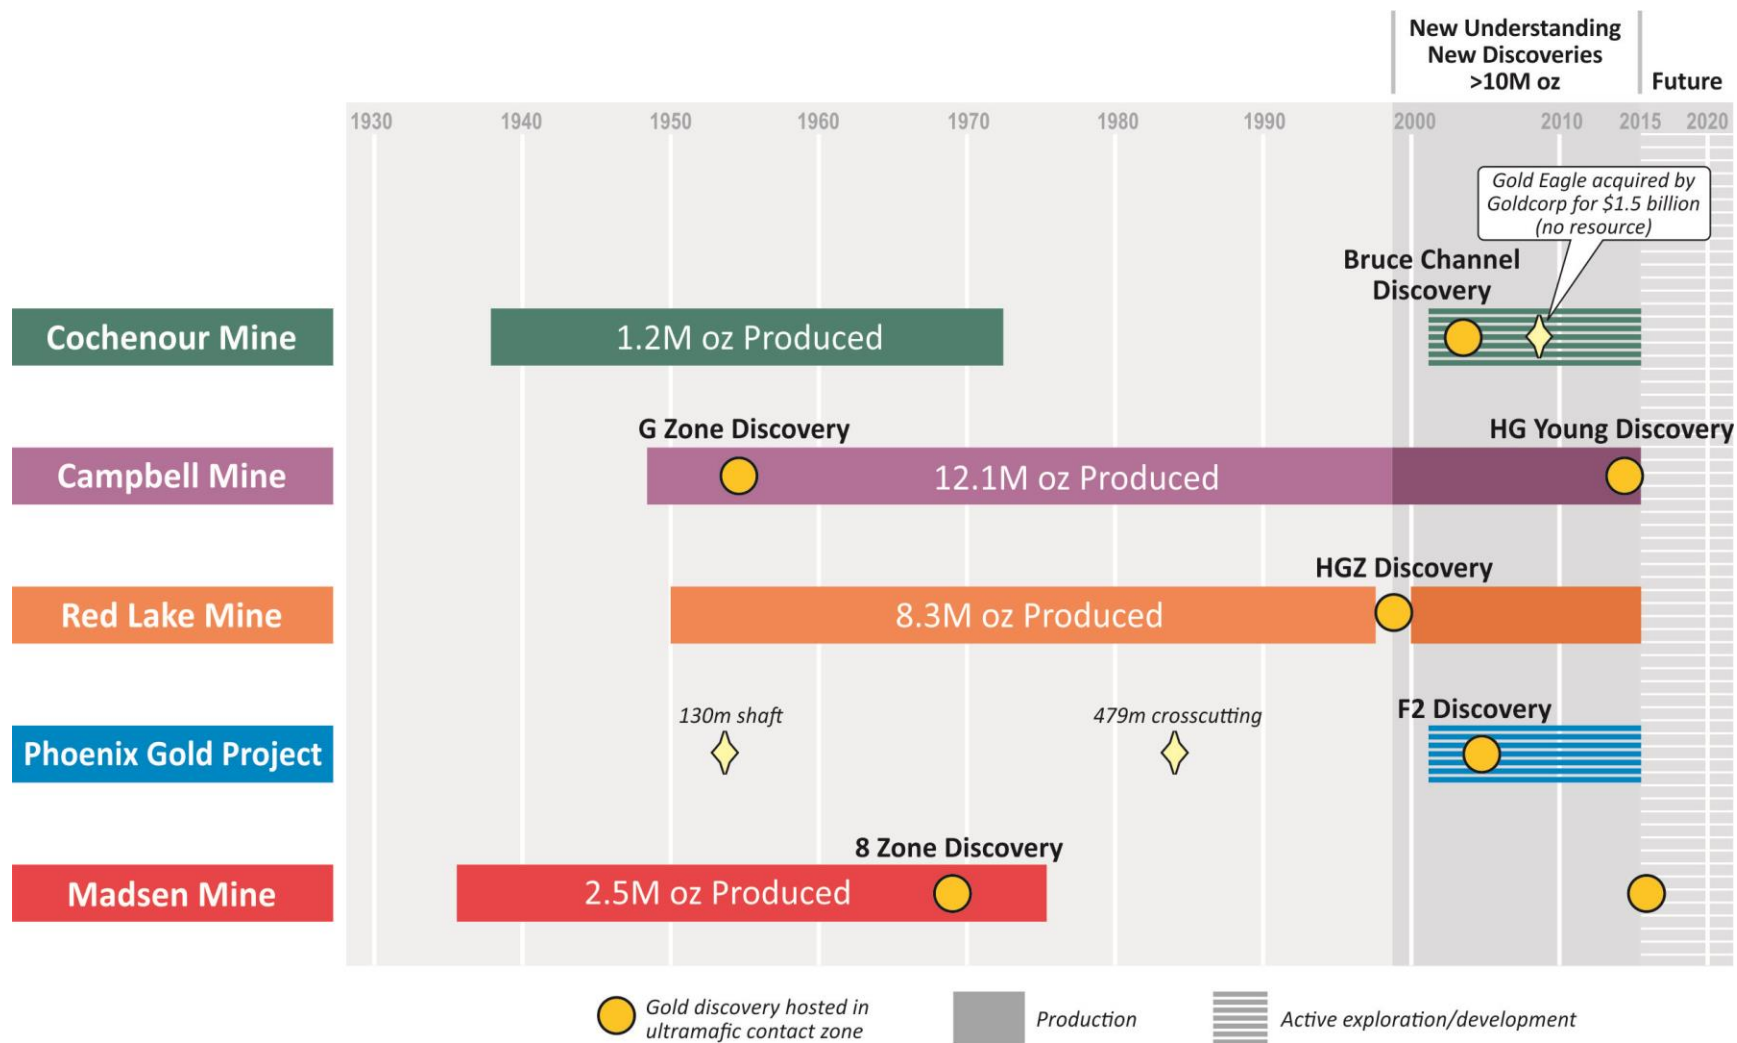 New Understanding
New Discoveries
>10M oz
Future
1930 1940 1950 1960 1970 1980 1990 2000 2010 2015 2020
Gold Eagle acquired by
Goldcorp for $1.5 billion
(no resource)
Bruce Channel
Discovery
Cochenour Mine
1.2M oz Produced
G Zone Discovery
HG Young Discovery
Campbell Mine
12.1M oz Produced
HGZ Discovery
Red Lake Mine
8.3M oz Produced
130m shaft
479m crosscutting
F2 Discovery
Phoenix Gold Project
8 Zone Discovery
Madsen Mine
2.5M oz Produced
Gold discovery hosted in
ultramafic contact zone
Production
Active exploration/development